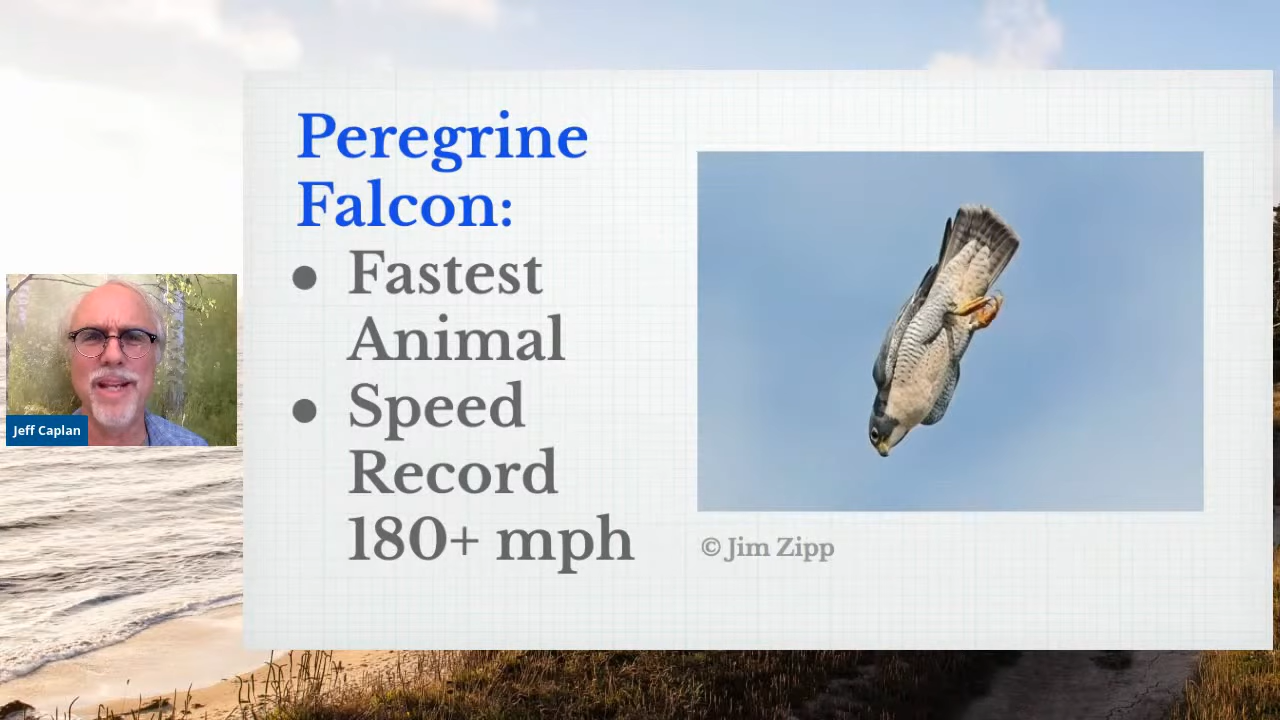 Peregrine
Falcon:
● Fastest
Animal
● Speed
Record
180+ mph
© Jim Zipp
Jeff Caplan